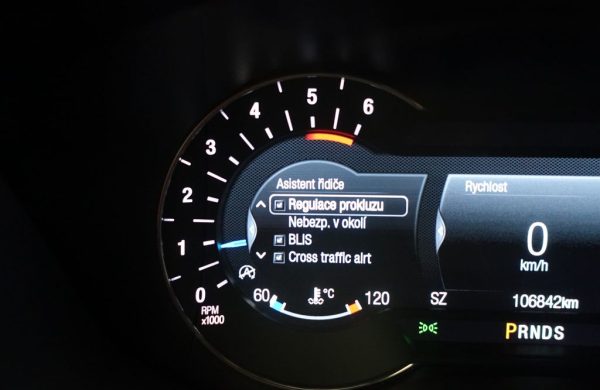 6
5
4
3
2
1
0
RPM
x1000
Asistent řidiče
Regulace prokluzu
Nebezp. v okolí
BLIS
Cross traffic alrt
60 °C 120
Rychlost
0
km/h
SZ 106842km
PRNDS